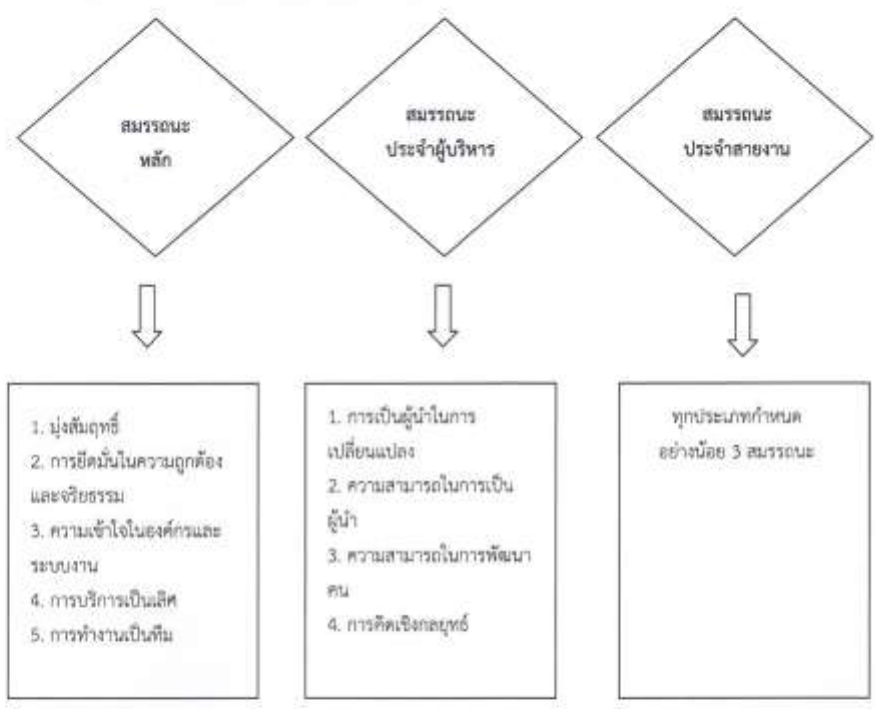 สมรรถนะ
หลัก
สมรรถนะ
ประจำผู้บริหาร
สมรรถนะ
ประจำสายงาน
1. มุ่งสัมฤทธิ์
2. การยึดมั่นในความถูกต้อง
และจริยธรรม
3. ความเข้าใจในองค์กรและ
ระบบงาน
4. การบริการเป็นเลิศ
5. การทำงานเป็นทีม
1. การเป็นผู้นำในการ
เปลี่ยนแปลง
2. ความสามารถในการเป็น
ผู้นำ
3. ความสามารถในการพัฒนา
คน
4. การคิดเชิงกลยุทธ์
ทุกประเภทกำหนด
อย่างน้อย 3 สมรรถนะ